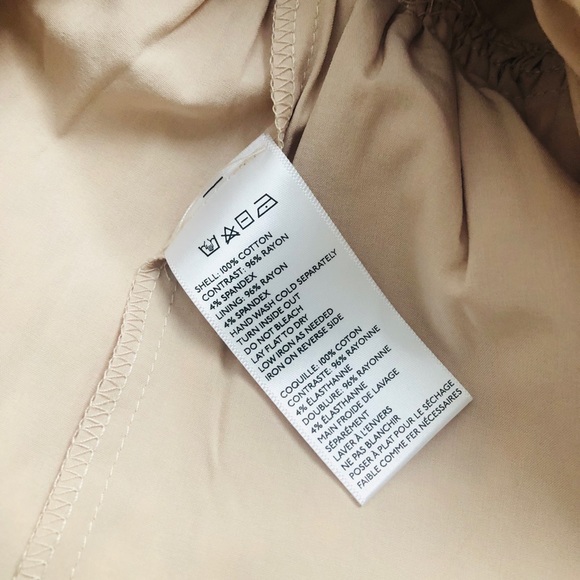 SHELL: 100% COTTON
CONTRAST: 96% RAYON
4% SPANDEX
LINING: 96% RAYON
4% SPANDEX
HAND WASH COLD SEPARATELY
TURN INSIDE OUT
DO NOT BLEACH
LAY FLAT TO DRY
LOW IRON AS NEEDED
IRON ON REVERSE SIDE
COQUILLE: 100% COTON
CONTRASTE: 96% RAYONNE
4% ÉLASTHANNE
DOUBLURE: 96% RAYONNE
4% ÉLASTHANNE
MAIN FROIDE DE LAVAGE
SÉPARÉMENT
LAVER À L'ENVERS
NE PAS BLANCHIR
POSER À PLAT POUR LE SÉCHAGE
FAIBLE COMME FER NÉCESSAIRES